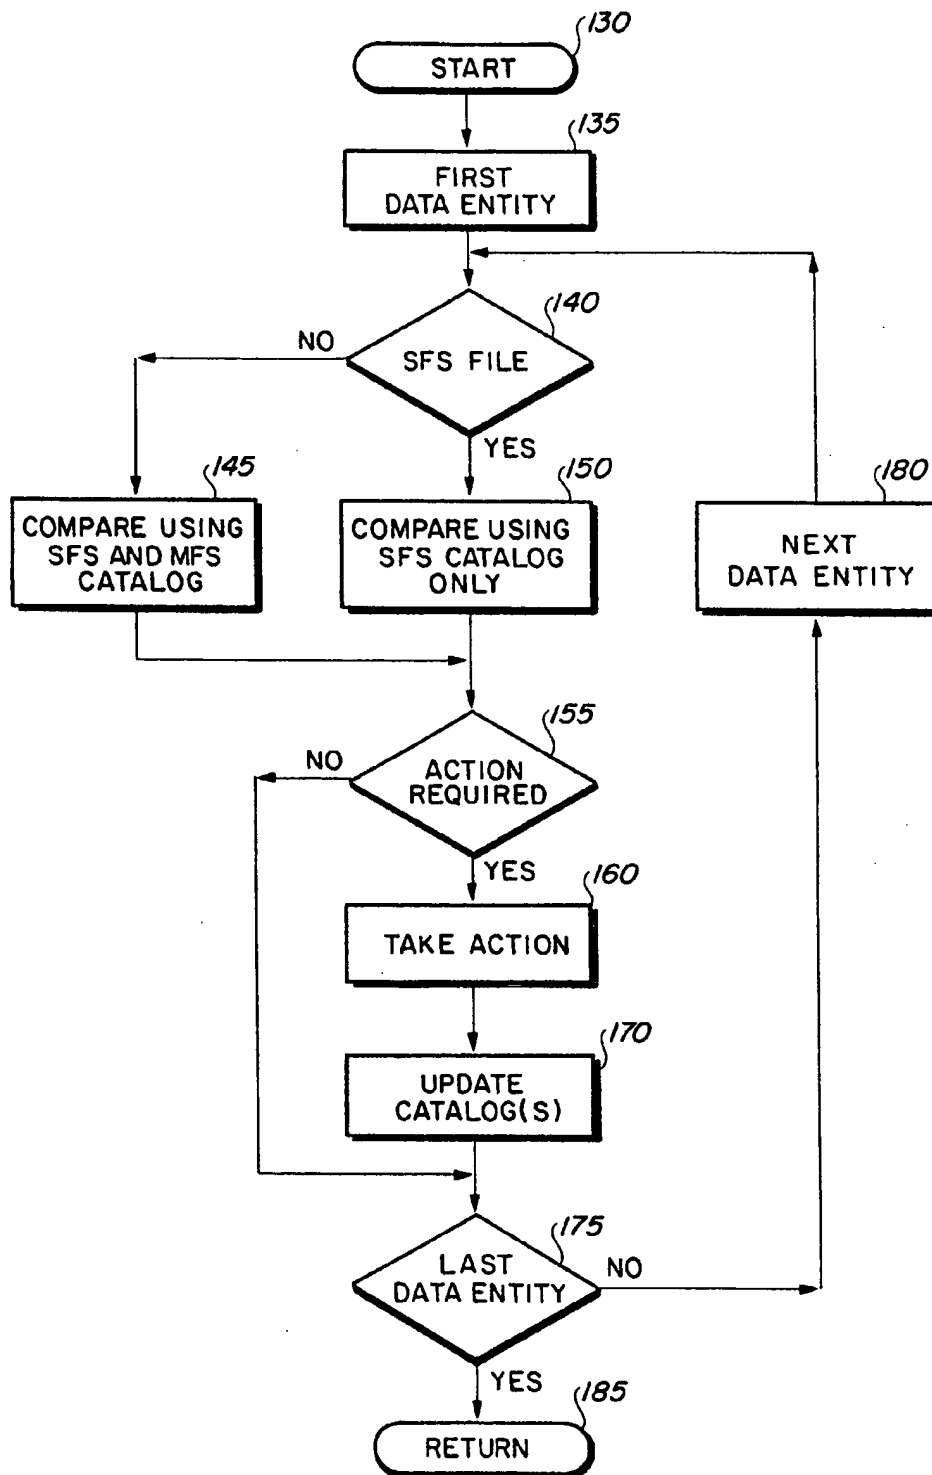 130
START
135
FIRST
DATA ENTITY
140
SFS FILE
NO
YES
145
COMPARE USING
SFS AND MFS
CATALOG
150
COMPARE USING
SFS CATALOG
ONLY
180
NEXT
DATA ENTITY
155
ACTION
REQUIRED
NO
YES
160
TAKE ACTION
170
UPDATE
CATALOG(S)
175
LAST
DATA ENTITY
NO
YES
185
RETURN